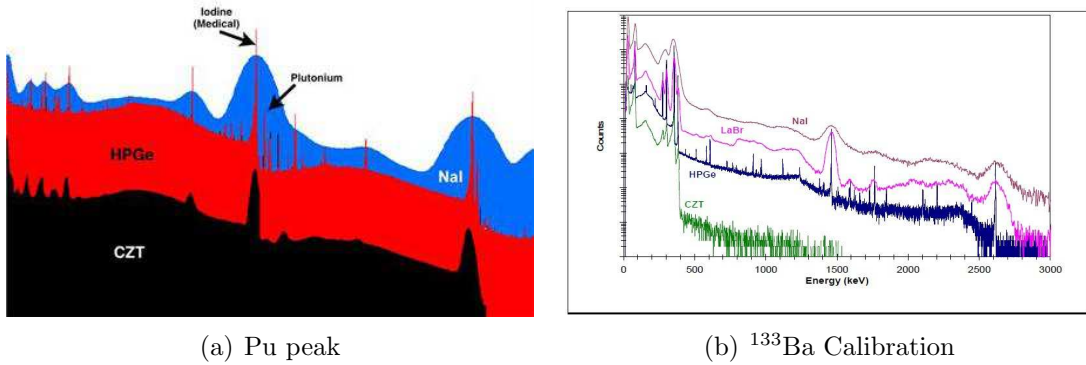 Iodine
(Medical)
Plutonium
HPGe
NaI
CZT
(a) Pu peak
Counts
NaI
LaBr
HPGe
CZT
0 500 1000 1500 2000 2500 3000
Energy (keV)
(b) ¹³³Ba Calibration